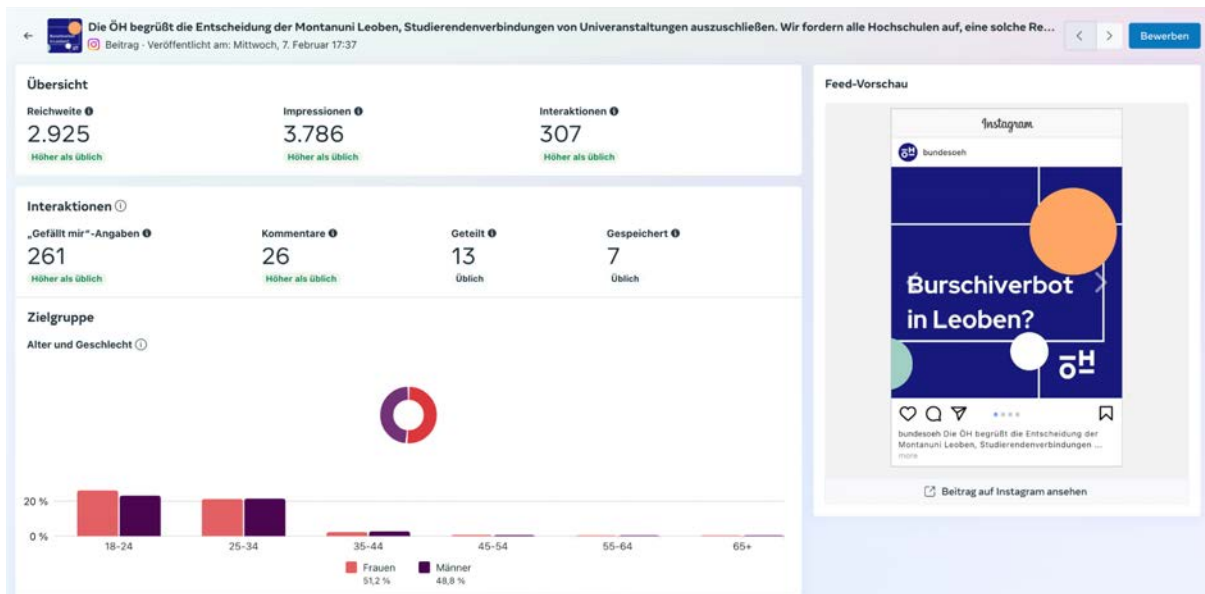 Die ÖH begrüßt die Entscheidung der Montanuni Leoben, Studierendenverbindungen von Univeranstaltungen auszuschließen. Wir fordern alle Hochschulen auf, eine solche Re...
Beitrag · Veröffentlicht am: Mittwoch, 7. Februar 17:37
Bewerben
Übersicht
Reichweite
2.925
Höher als üblich
Impressionen
3.786
Höher als üblich
Interaktionen
307
Höher als üblich
Interaktionen
„Gefällt mir“-Angaben
261
Höher als üblich
Kommentare
26
Höher als üblich
Geteilt
13
Üblich
Gespeichert
7
Üblich
Zielgruppe
Alter und Geschlecht
20 %
0 %
18-24 25-34 35-44 45-54 55-64 65+
Frauen
51,2 %
Männer
48,8 %
Feed-Vorschau
Instagram
ŌH bundesoeh
Burschiverbot
in Leoben?
ōH
bundesoeh Die ÖH begrüßt die Entscheidung der
Montanuni Leoben, Studierendenverbindungen ...
more
Beitrag auf Instagram ansehen